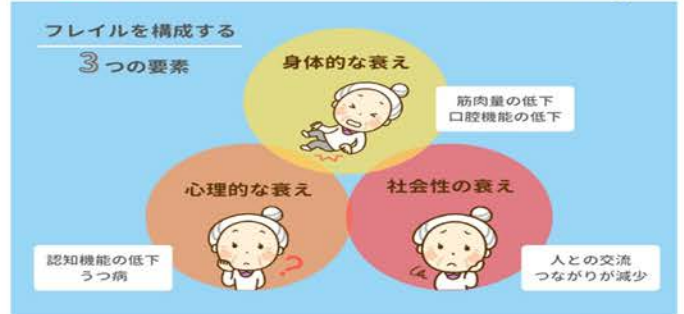 フレイルを構成する
3つの要素
身体的な衰え
筋肉量の低下
口腔機能の低下
心理的な衰え
社会性の衰え
?
認知機能の低下
うつ病
人との交流
つながりが減少